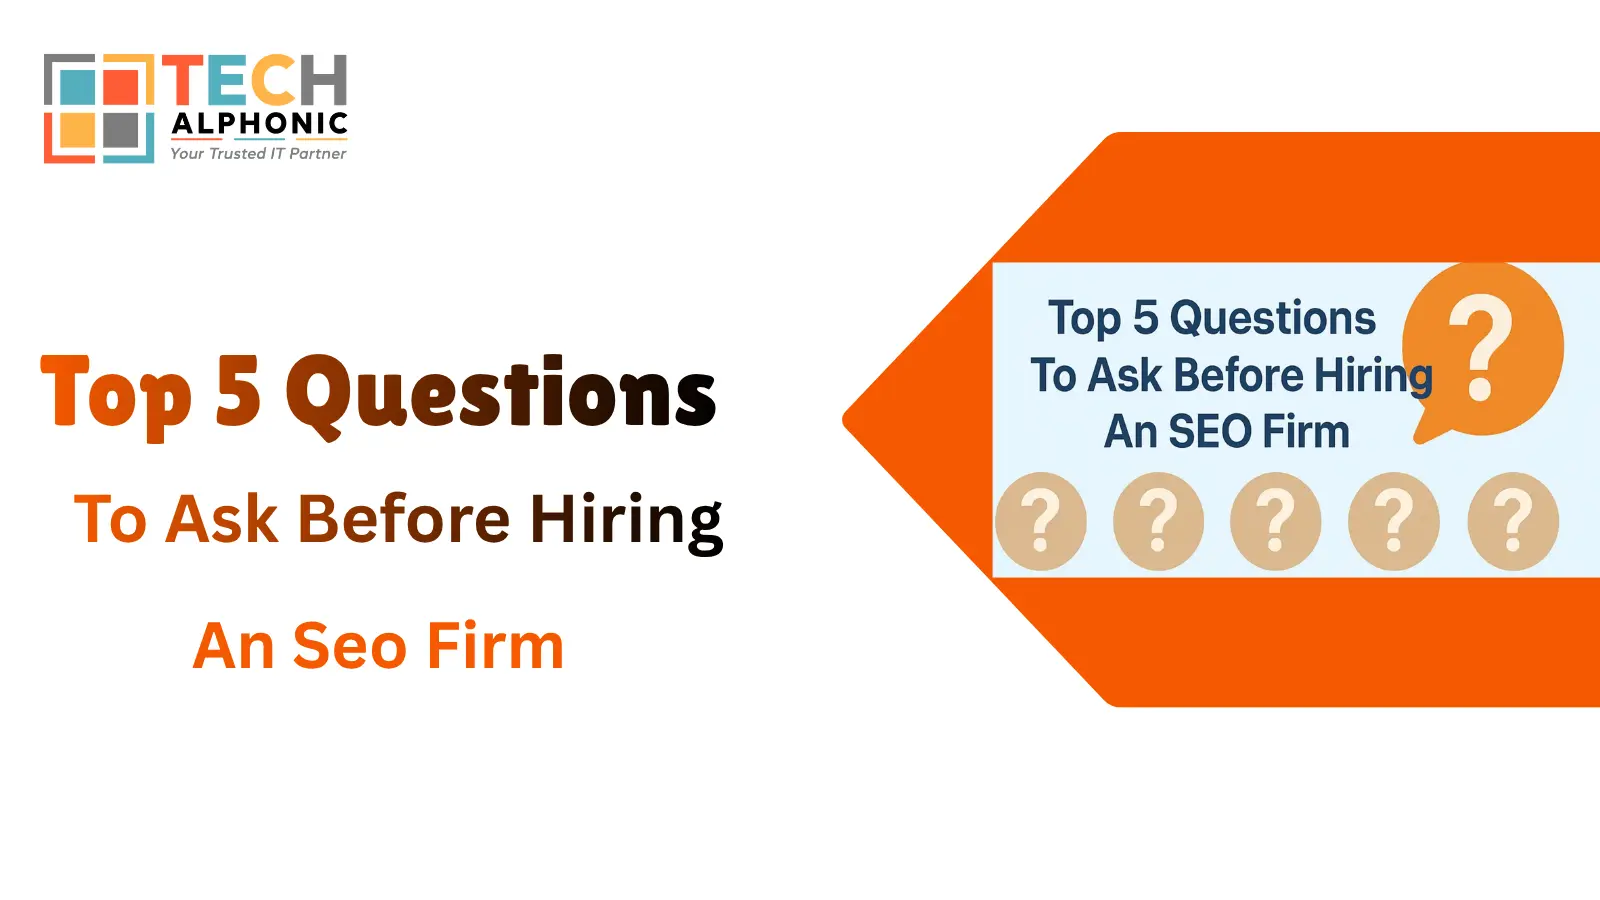 TECH
ALPHONIC
Your Trusted IT Partner
Top 5 Questions
To Ask Before Hiring
An Seo Firm
Top 5 Questions
To Ask Before Hiring
An SEO Firm
?
? ? ? ? ?